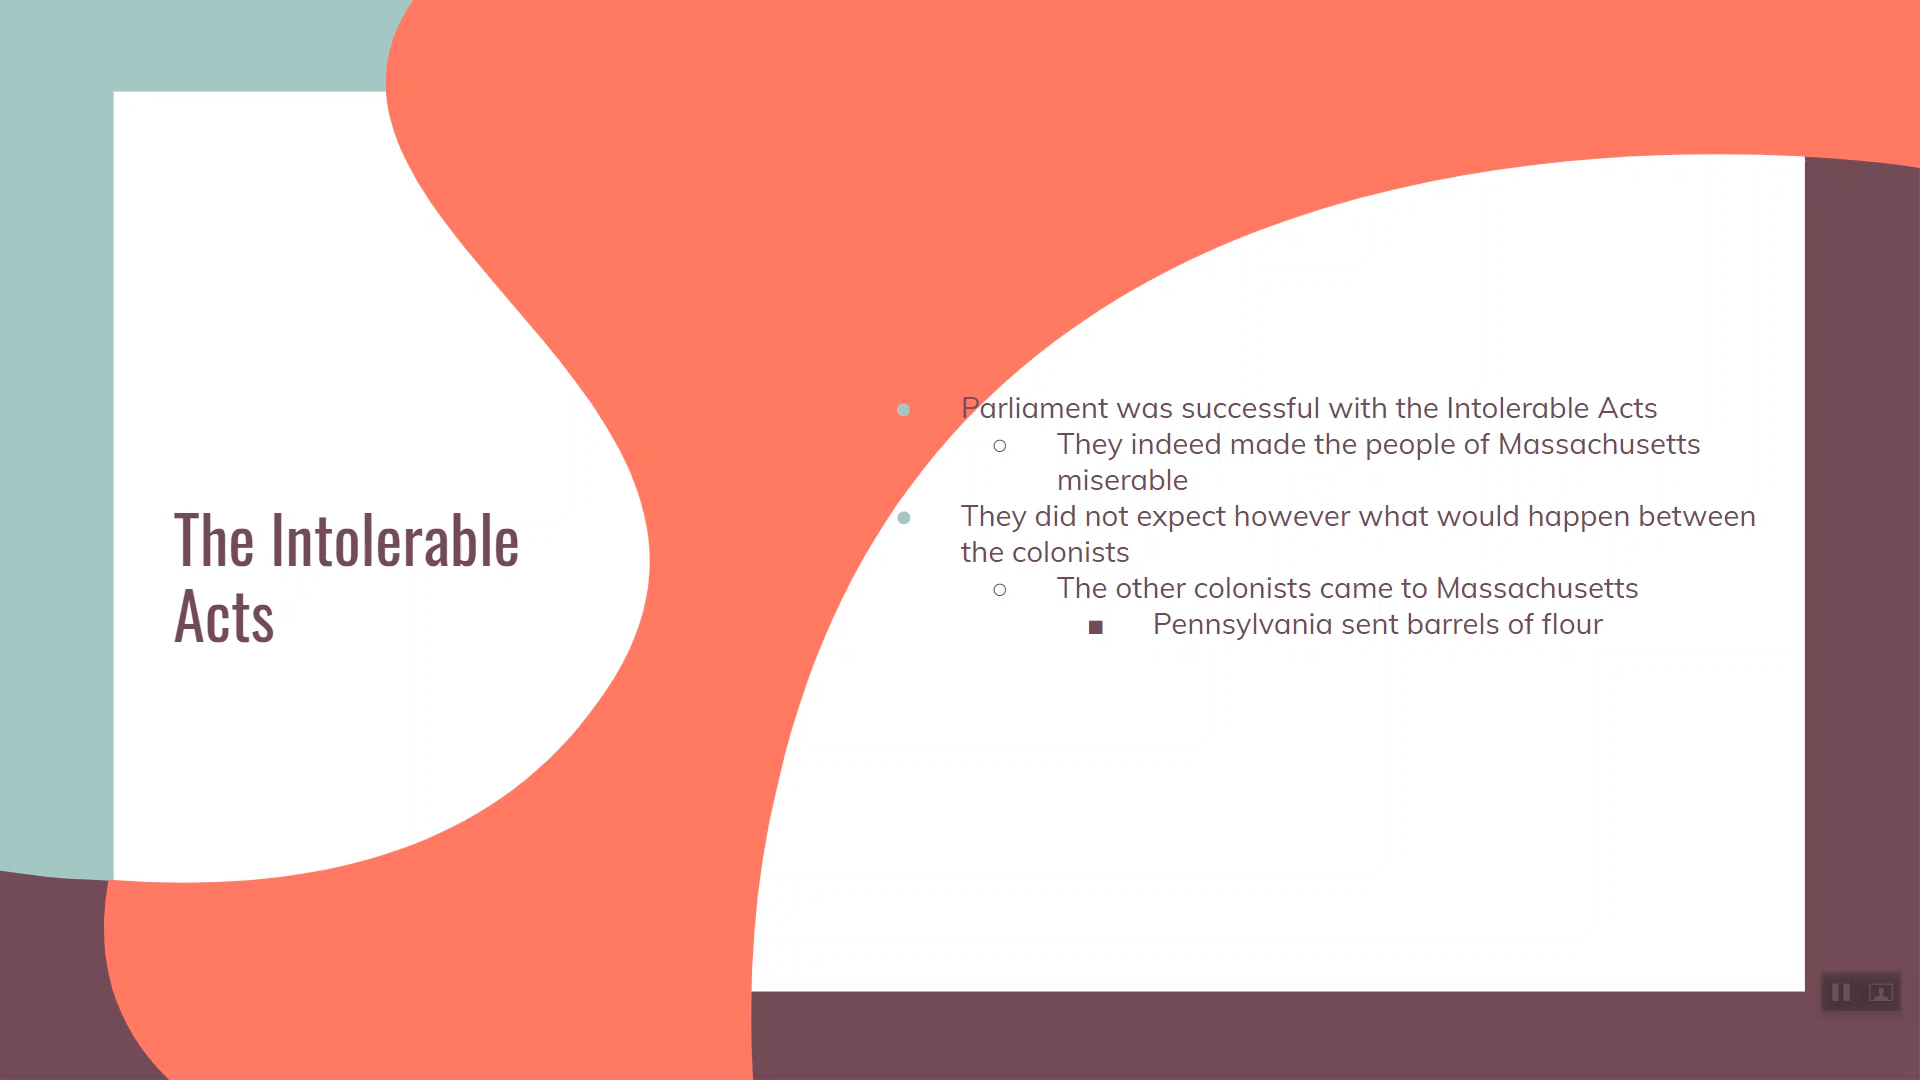 The Intolerable
Acts
Parliament was successful with the Intolerable Acts
They indeed made the people of Massachusetts
miserable
They did not expect however what would happen between
the colonists
The other colonists came to Massachusetts
Pennsylvania sent barrels of flour